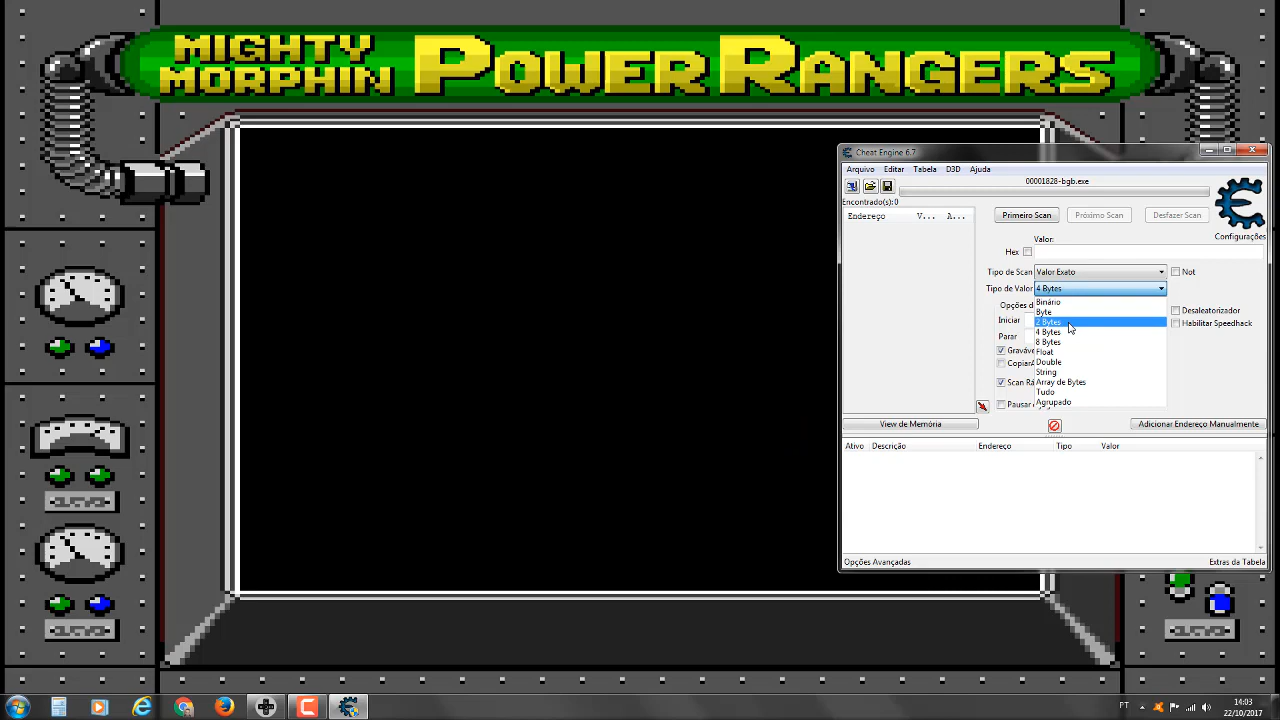 MIGHTY
MORPHIN
POWER RANGERS
Cheat Engine 6.7
Arquivo Editar Tabela D3D Ajuda
00001828-bgb.exe
Encontrado(s):0
Endereço V... A...
Primeiro Scan Próximo Scan Desfazer Scan
Configurações
Valor:
Hex
Tipo de Scan Valor Exato Not
Tipo de Valor 4 Bytes
Binário
Byte
2 Bytes
4 Bytes
8 Bytes
Float
Double
String
Array de Bytes
Tudo
Agrupado
Opções d
Iniciar
Parar
Graváve
CopiarA
Scan Rá
Pausar
Desaleatorizador
Habilitar Speedhack
View de Memória Adicionar Endereço Manualmente
Ativo Descrição Endereço Tipo Valor
Opções Avançadas Extras da Tabela
PT
14:03
22/10/2017